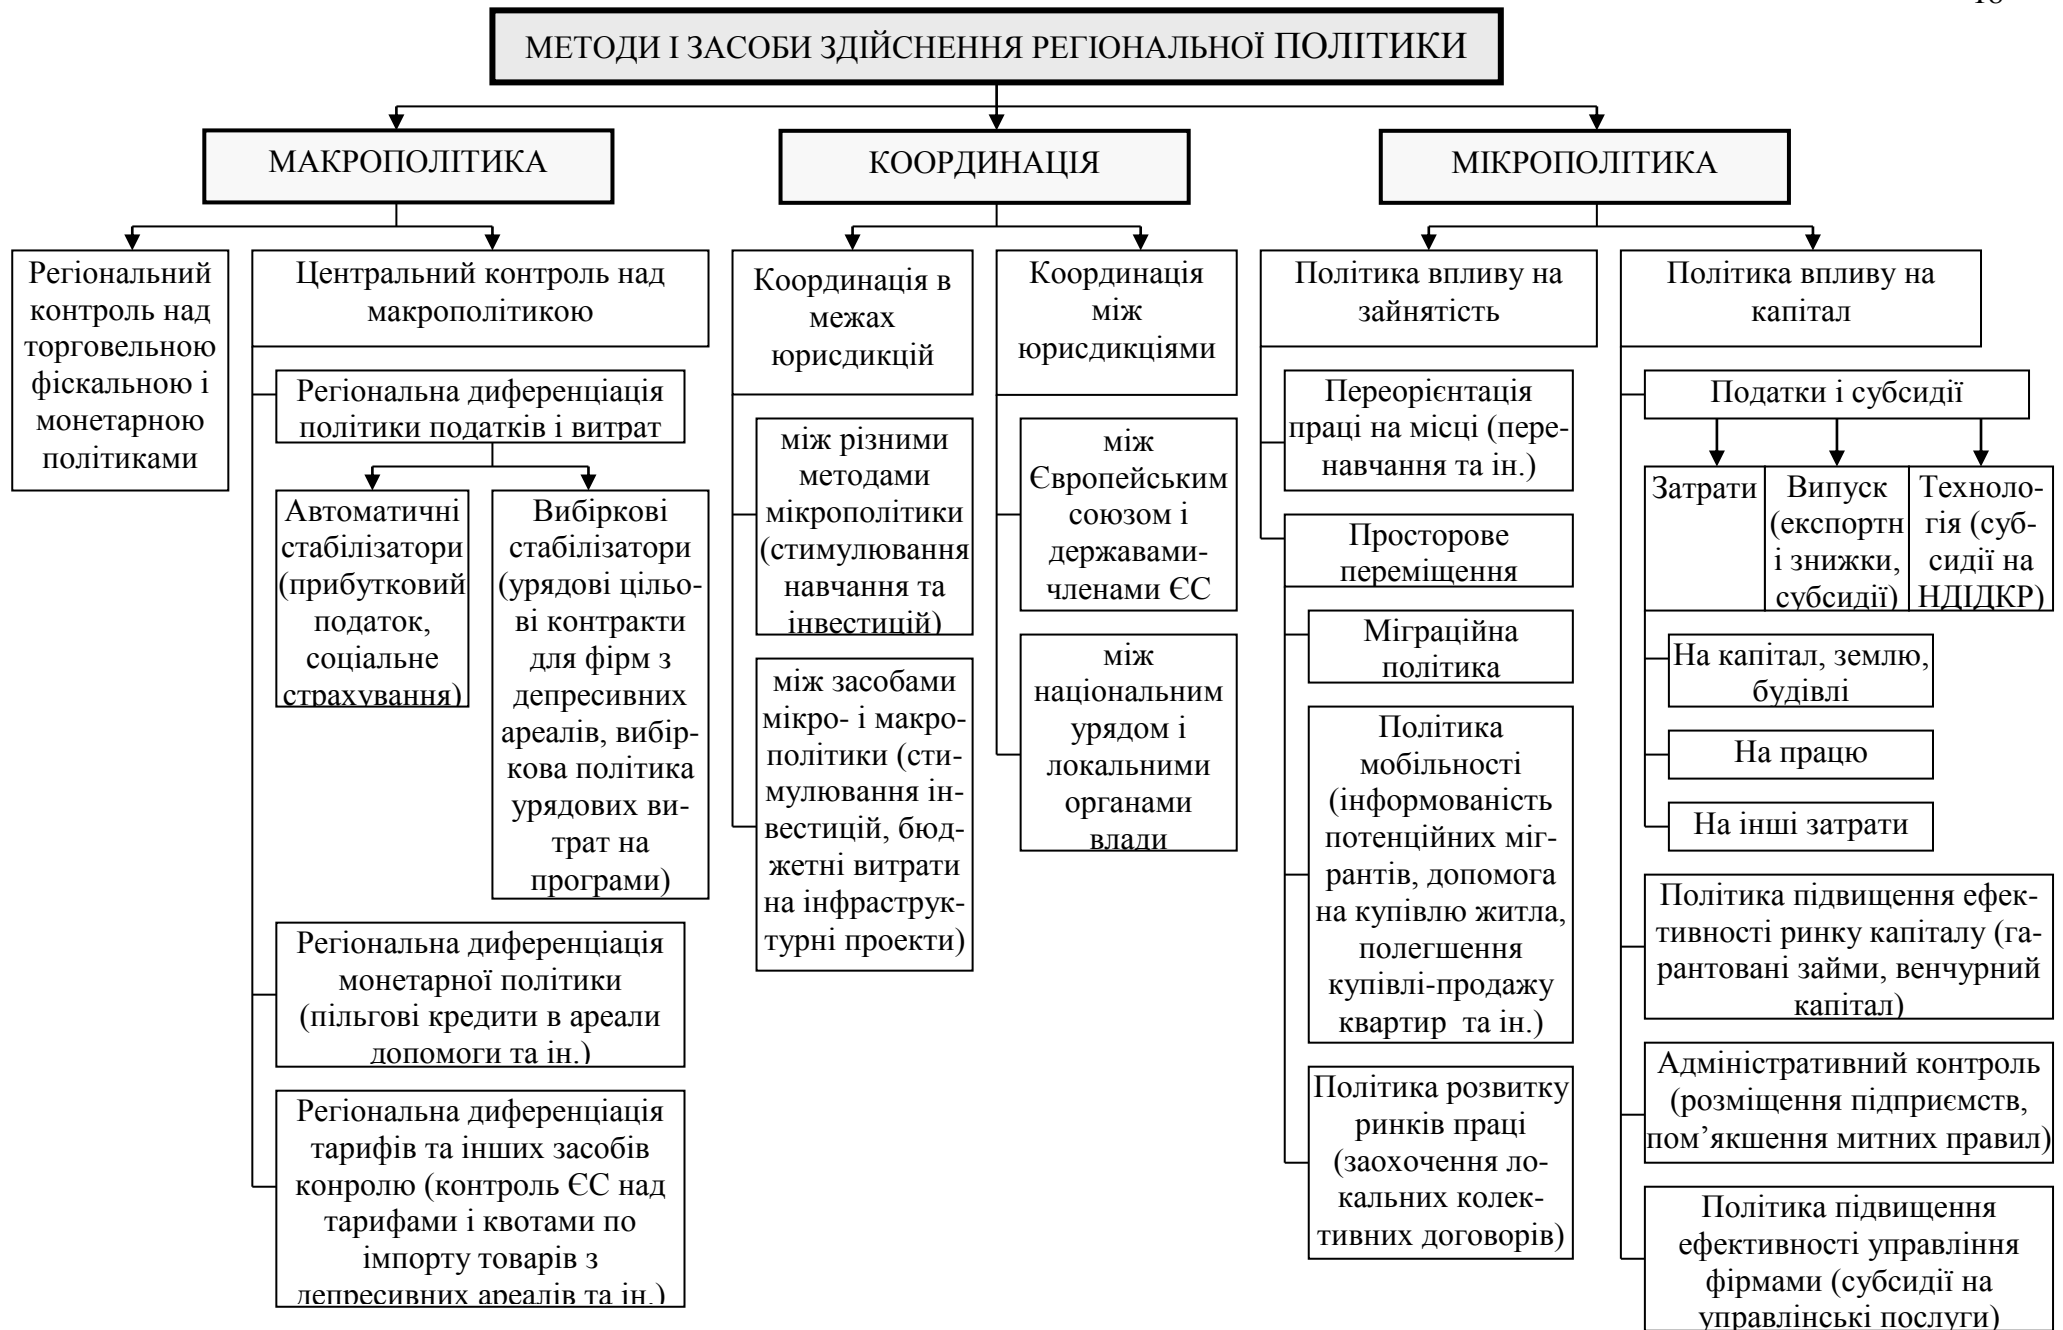 МЕТОДИ І ЗАСОБИ ЗДІЙСНЕННЯ РЕГІОНАЛЬНОЇ ПОЛІТИКИ
МАКРОПОЛІТИКА
КООРДИНАЦІЯ
МІКРОПОЛІТИКА
Регіональний
контроль над
торговельною
фіскальною і
монетарною
політиками
Центральний контроль над
макрополітикою
Регіональна диференціація
політики податків і витрат
Автоматичні
стабілізатори
(прибутковий
податок,
соціальне
страхування)
Вибіркові
стабілізатори
(урядові цільо-
ві контракти
для фірм з
депресивних
ареалів, вибір-
кова політика
урядових ви-
трат на
програми)
Регіональна диференціація
монетарної політики
(пільгові кредити в ареали
допомоги та ін.)
Регіональна диференціація
тарифів та інших засобів
конролю (контроль ЄС над
тарифами і квотами по
імпорту товарів з
депресивних ареалів та ін.)
Координація в
межах
юрисдикцій
між різними
методами
мікрополітики
(стимулювання
навчання та
інвестицій)
між засобами
мікро- і макро-
політики (сти-
мулювання ін-
вестицій, бюд-
жетні витрати
на інфраструк-
турні проекти)
Координація
між
юрисдикціями
між
Європейським
союзом і
державами-
членами ЄС
між
національним
урядом і
локальними
органами
влади
Політика впливу на
зайнятість
Переорієнтація
праці на місці (пере-
навчання та ін.)
Просторове
переміщення
Міграційна
політика
Політика
мобільності
(інформованість
потенційних міг-
рантів, допомога
на купівлю житла,
полегшення
купівлі-продажу
квартир та ін.)
Політика розвитку
ринків праці
(заохочення ло-
кальних колек-
тивних договорів)
Політика впливу на
капітал
Податки і субсидії
Затрати
Випуск
(експортн
і знижки,
субсидії)
Техноло-
гія (суб-
сидії на
НДІДКР)
На капітал, землю,
будівлі
На працю
На інші затрати
Політика підвищення ефек-
тивності ринку капіталу (га-
рантовані займи, венчурний
капітал)
Адміністративний контроль
(розміщення підприємств,
пом’якшення митних правил)
Політика підвищення
ефективності управління
фірмами (субсидії на
управлінські послуги)